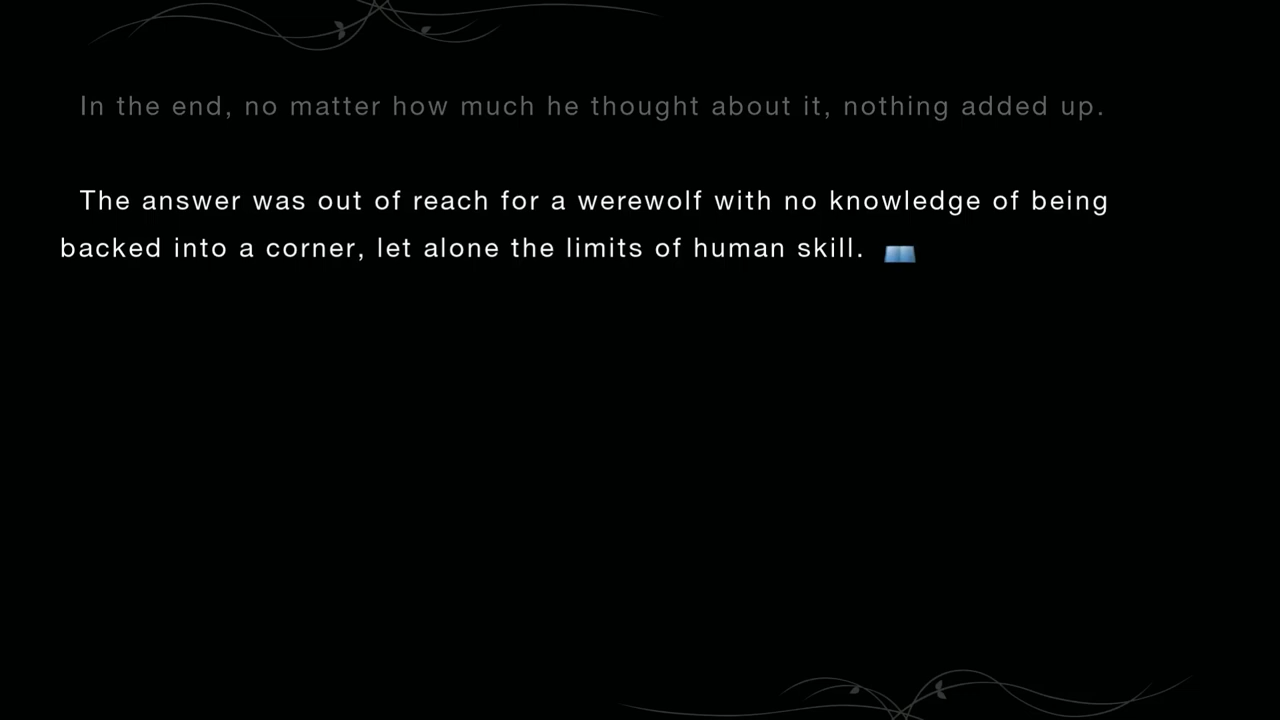 In the end, no matter how much he thought about it, nothing added up.
The answer was out of reach for a werewolf with no knowledge of being
backed into a corner, let alone the limits of human skill.